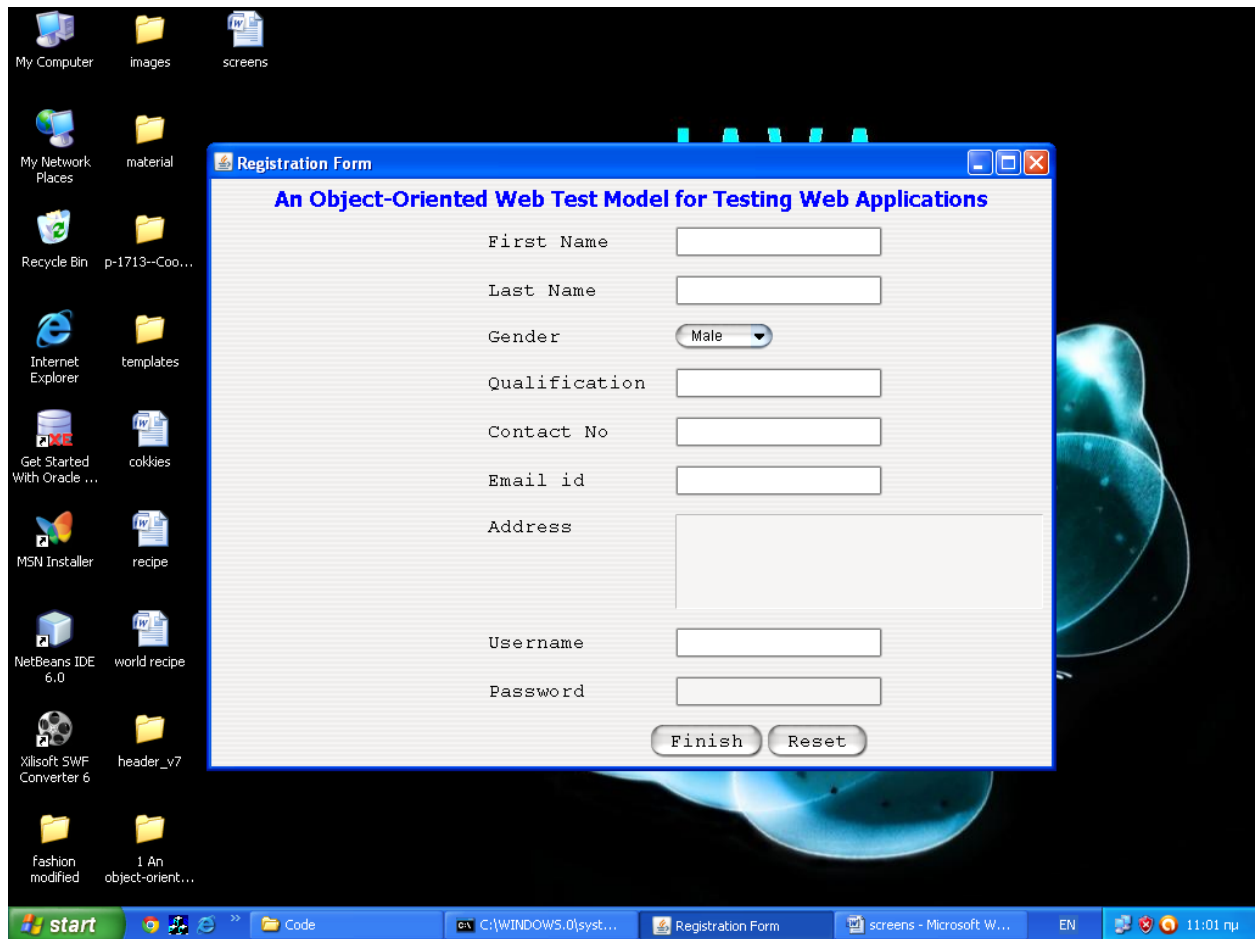 My Computer
images
screens
My Network
Places
material
Recycle Bin
p-1713--Coo...
Internet
Explorer
templates
Get Started
With Oracle ...
cokkies
MSN Installer
recipe
NetBeans IDE
6.0
world recipe
Xilisoft SWF
Converter 6
header_v7
fashion
modified
1 An
object-orient...
JAVA
Registration Form
An Object-Oriented Web Test Model for Testing Web Applications
First Name
Last Name
Gender
Male
Qualification
Contact No
Email id
Address
Username
Password
Finish
Reset
start
Code
C:\WINDOWS.0\syst...
Registration Form
screens - Microsoft W...
EN
11:01 πμ